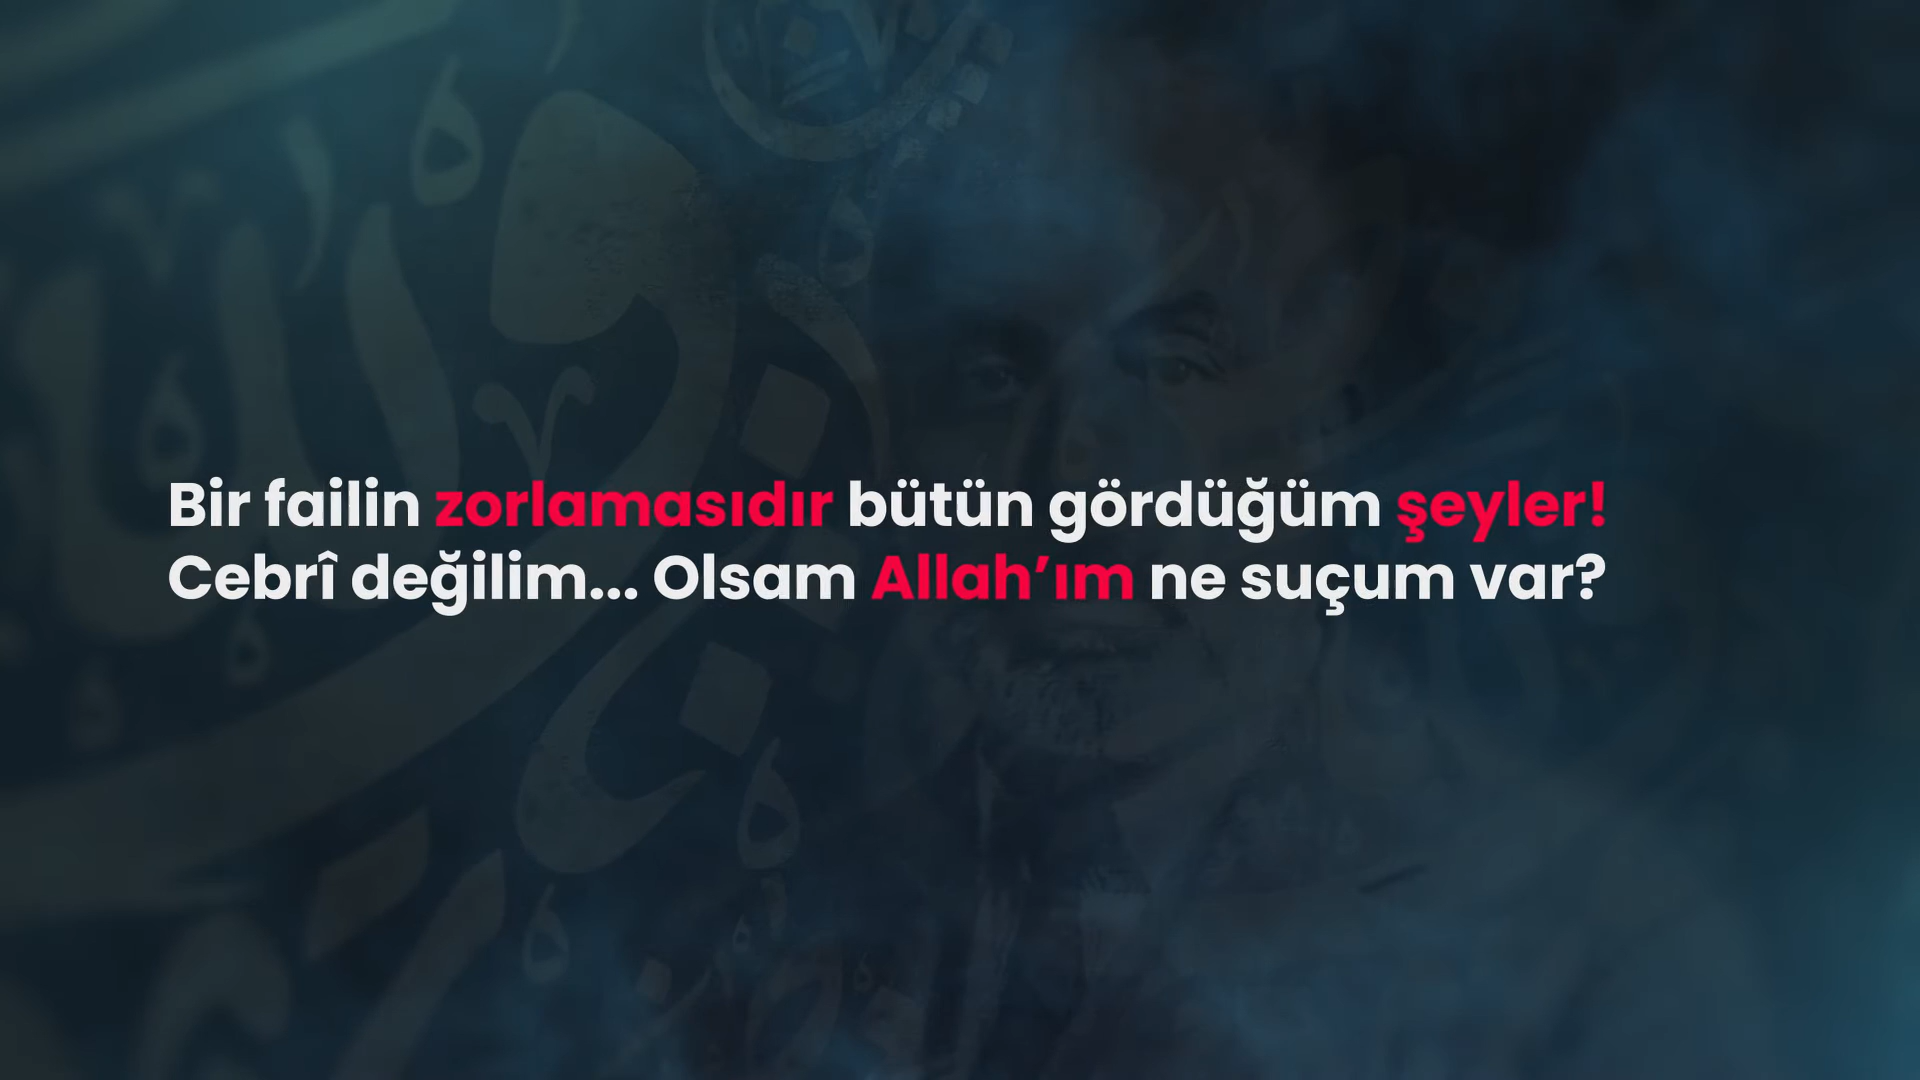 Bir failin zorlamasıdır bütün gördüğüm şeyler!
Cebrî değilim... Olsam Allah’ım ne suçum var?